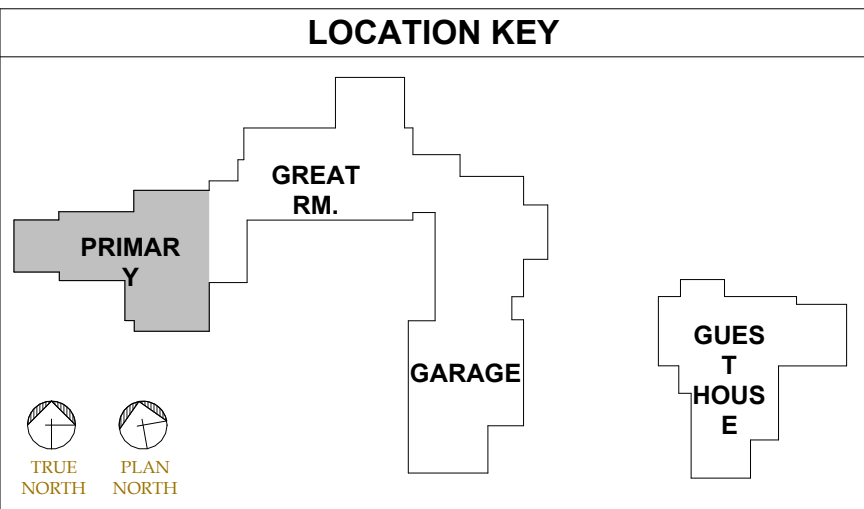 LOCATION KEY
GREAT
RM.
PRIMAR
Y
GARAGE
GUES
T
HOUS
E
TRUE
NORTH
PLAN
NORTH